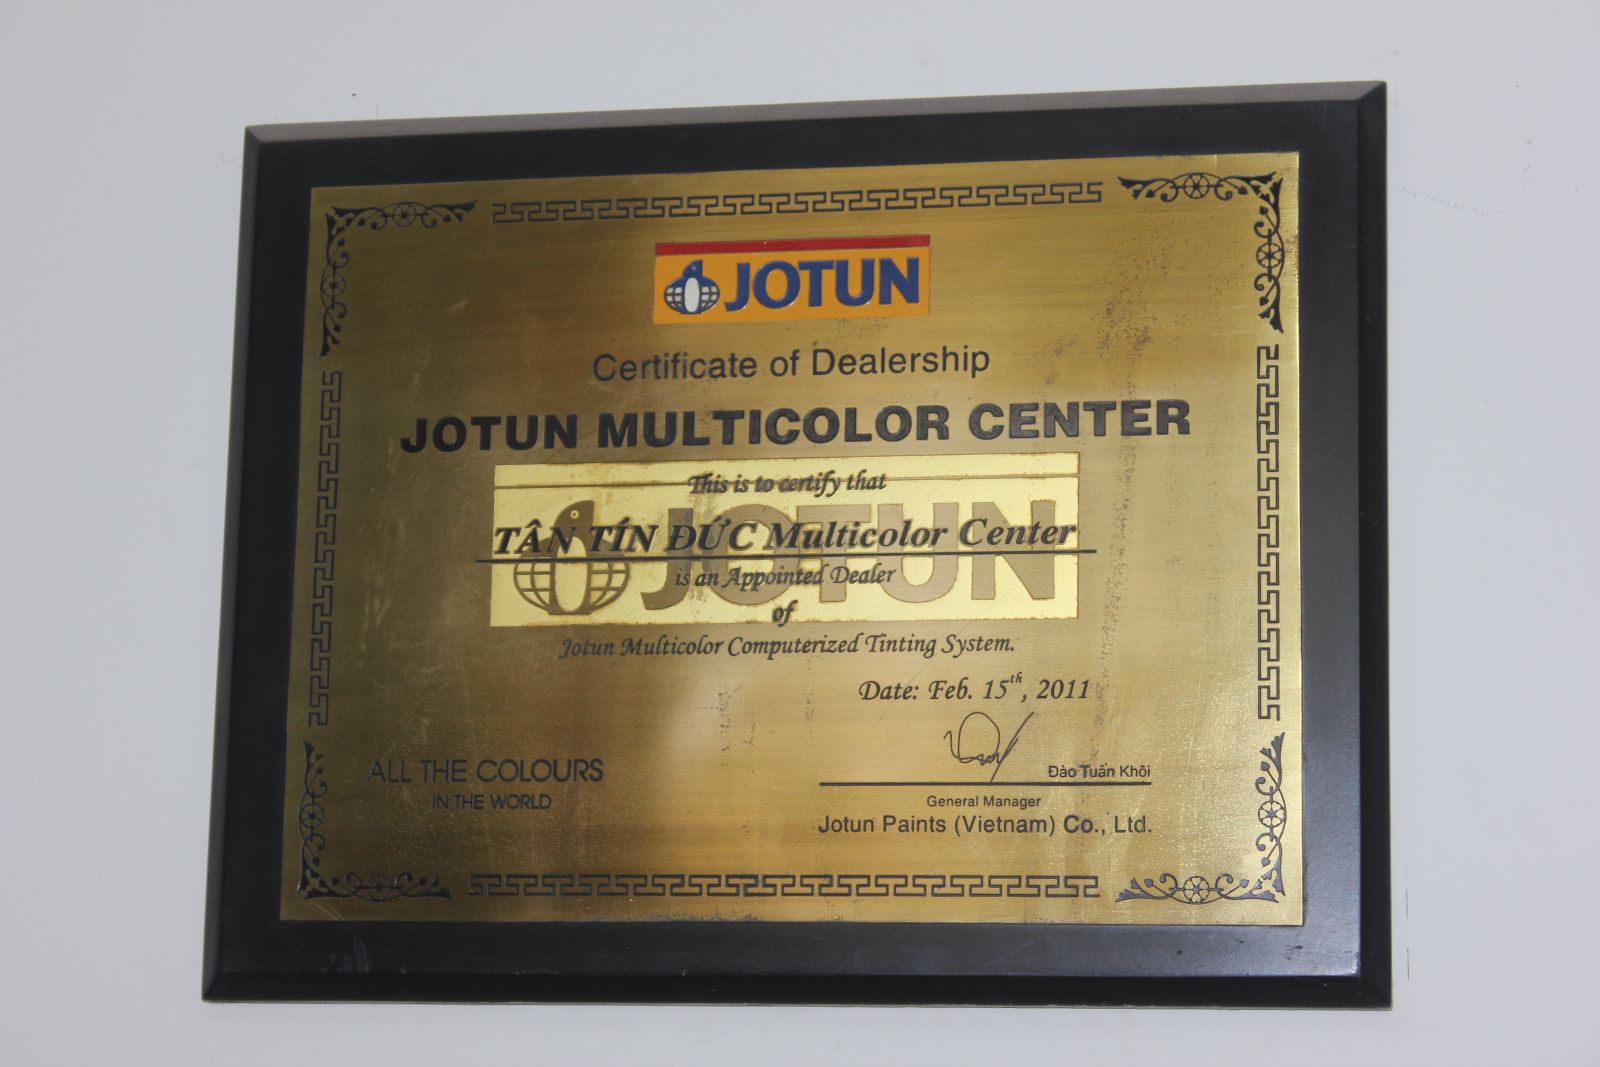 JOTUN
Certificate of Dealership
JOTUN MULTICOLOR CENTER
This is to certify that
TÂN TÍN ĐỨC Multicolor Center
JOTUN
is an Appointed Dealer
of
Jotun Multicolor Computerized Tinting System.
Date: Feb. 15th, 2011
Đào Tuấn Khôi
ALL THE COLOURS
IN THE WORLD
General Manager
Jotun Paints (Vietnam) Co., Ltd.